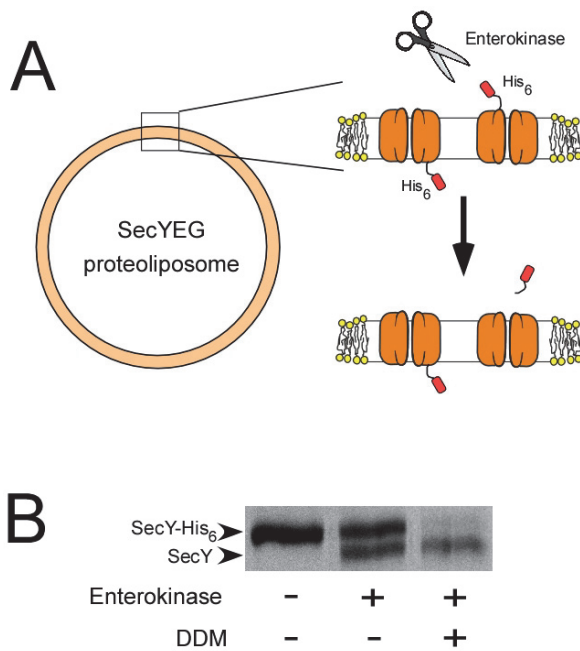 A
Enterokinase
His6
SecYEG
proteoliposome
His6
B
SecY-His6
SecY
Enterokinase - + +
DDM - - +